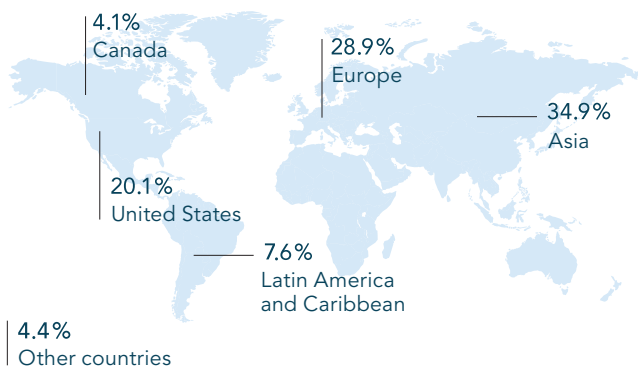 4.1%
Canada
28.9%
Europe
34.9%
Asia
20.1%
United States
7.6%
Latin America
and Caribbean
4.4%
Other countries